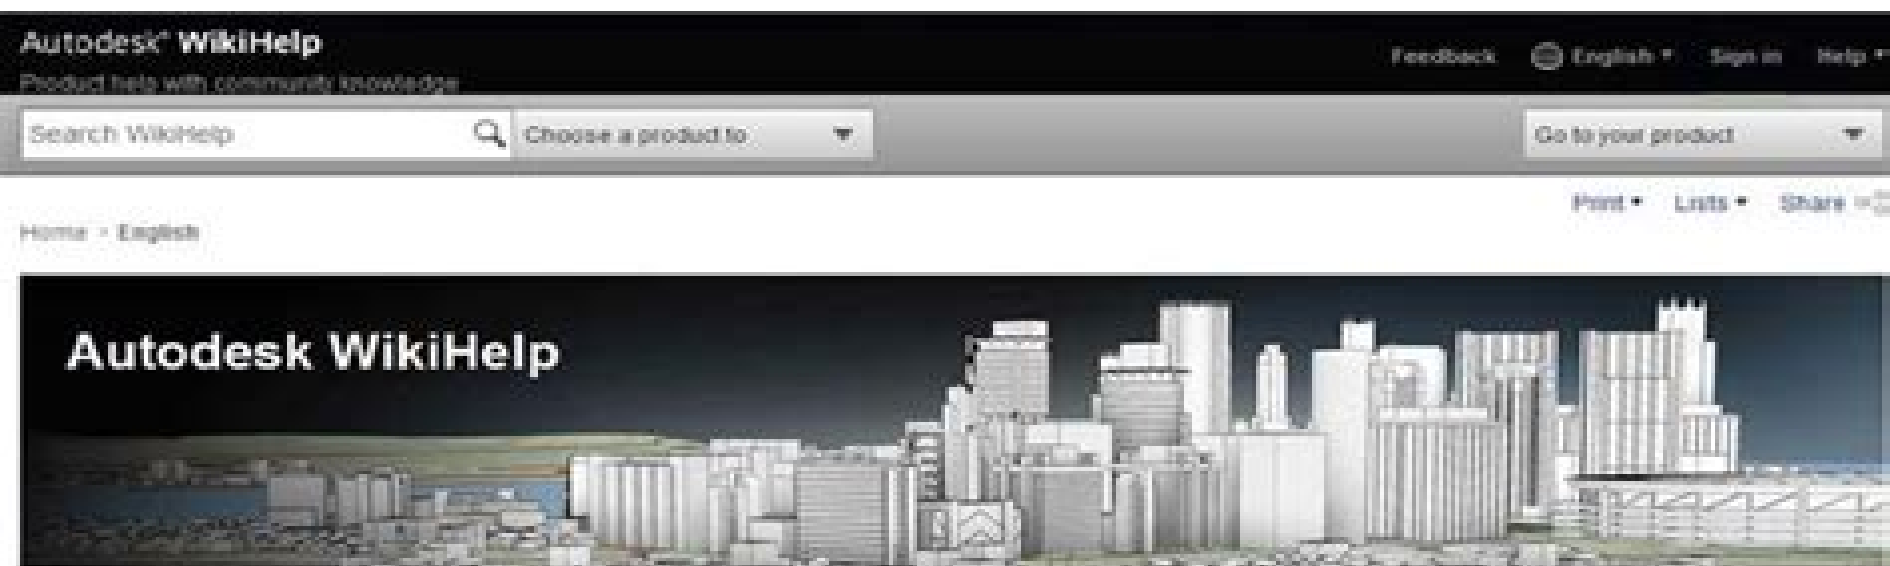 Autodesk® WikiHelp
Product help with community knowledge
Feedback English Sign in Help
Search WikiHelp
Choose a product to
Go to your product
Print Lists Share
Home > English
Autodesk WikiHelp